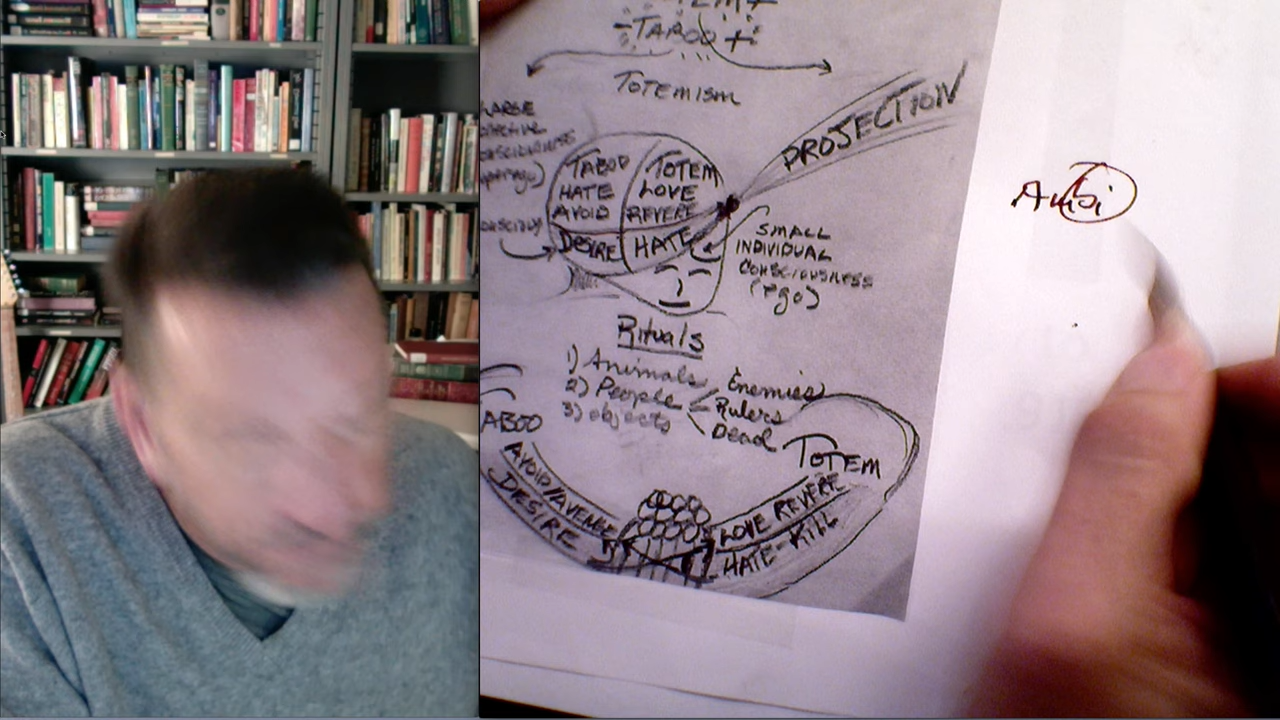 TABOO
TOTEMISM
PROJECTION
LARGE
TABOO
HATE
AVOID
TOTEM
LOVE
REVERE
DESIRE
HATE
SMALL
INDIVIDUAL
CONSCIOUSNESS
(ego)
Rituals
1) Animals
2) People
3) objects
Enemies
Rulers
Dead
TOTEM
AVOID/AVENGE
DESIRE
LOVE REVERE
HATE-KILL